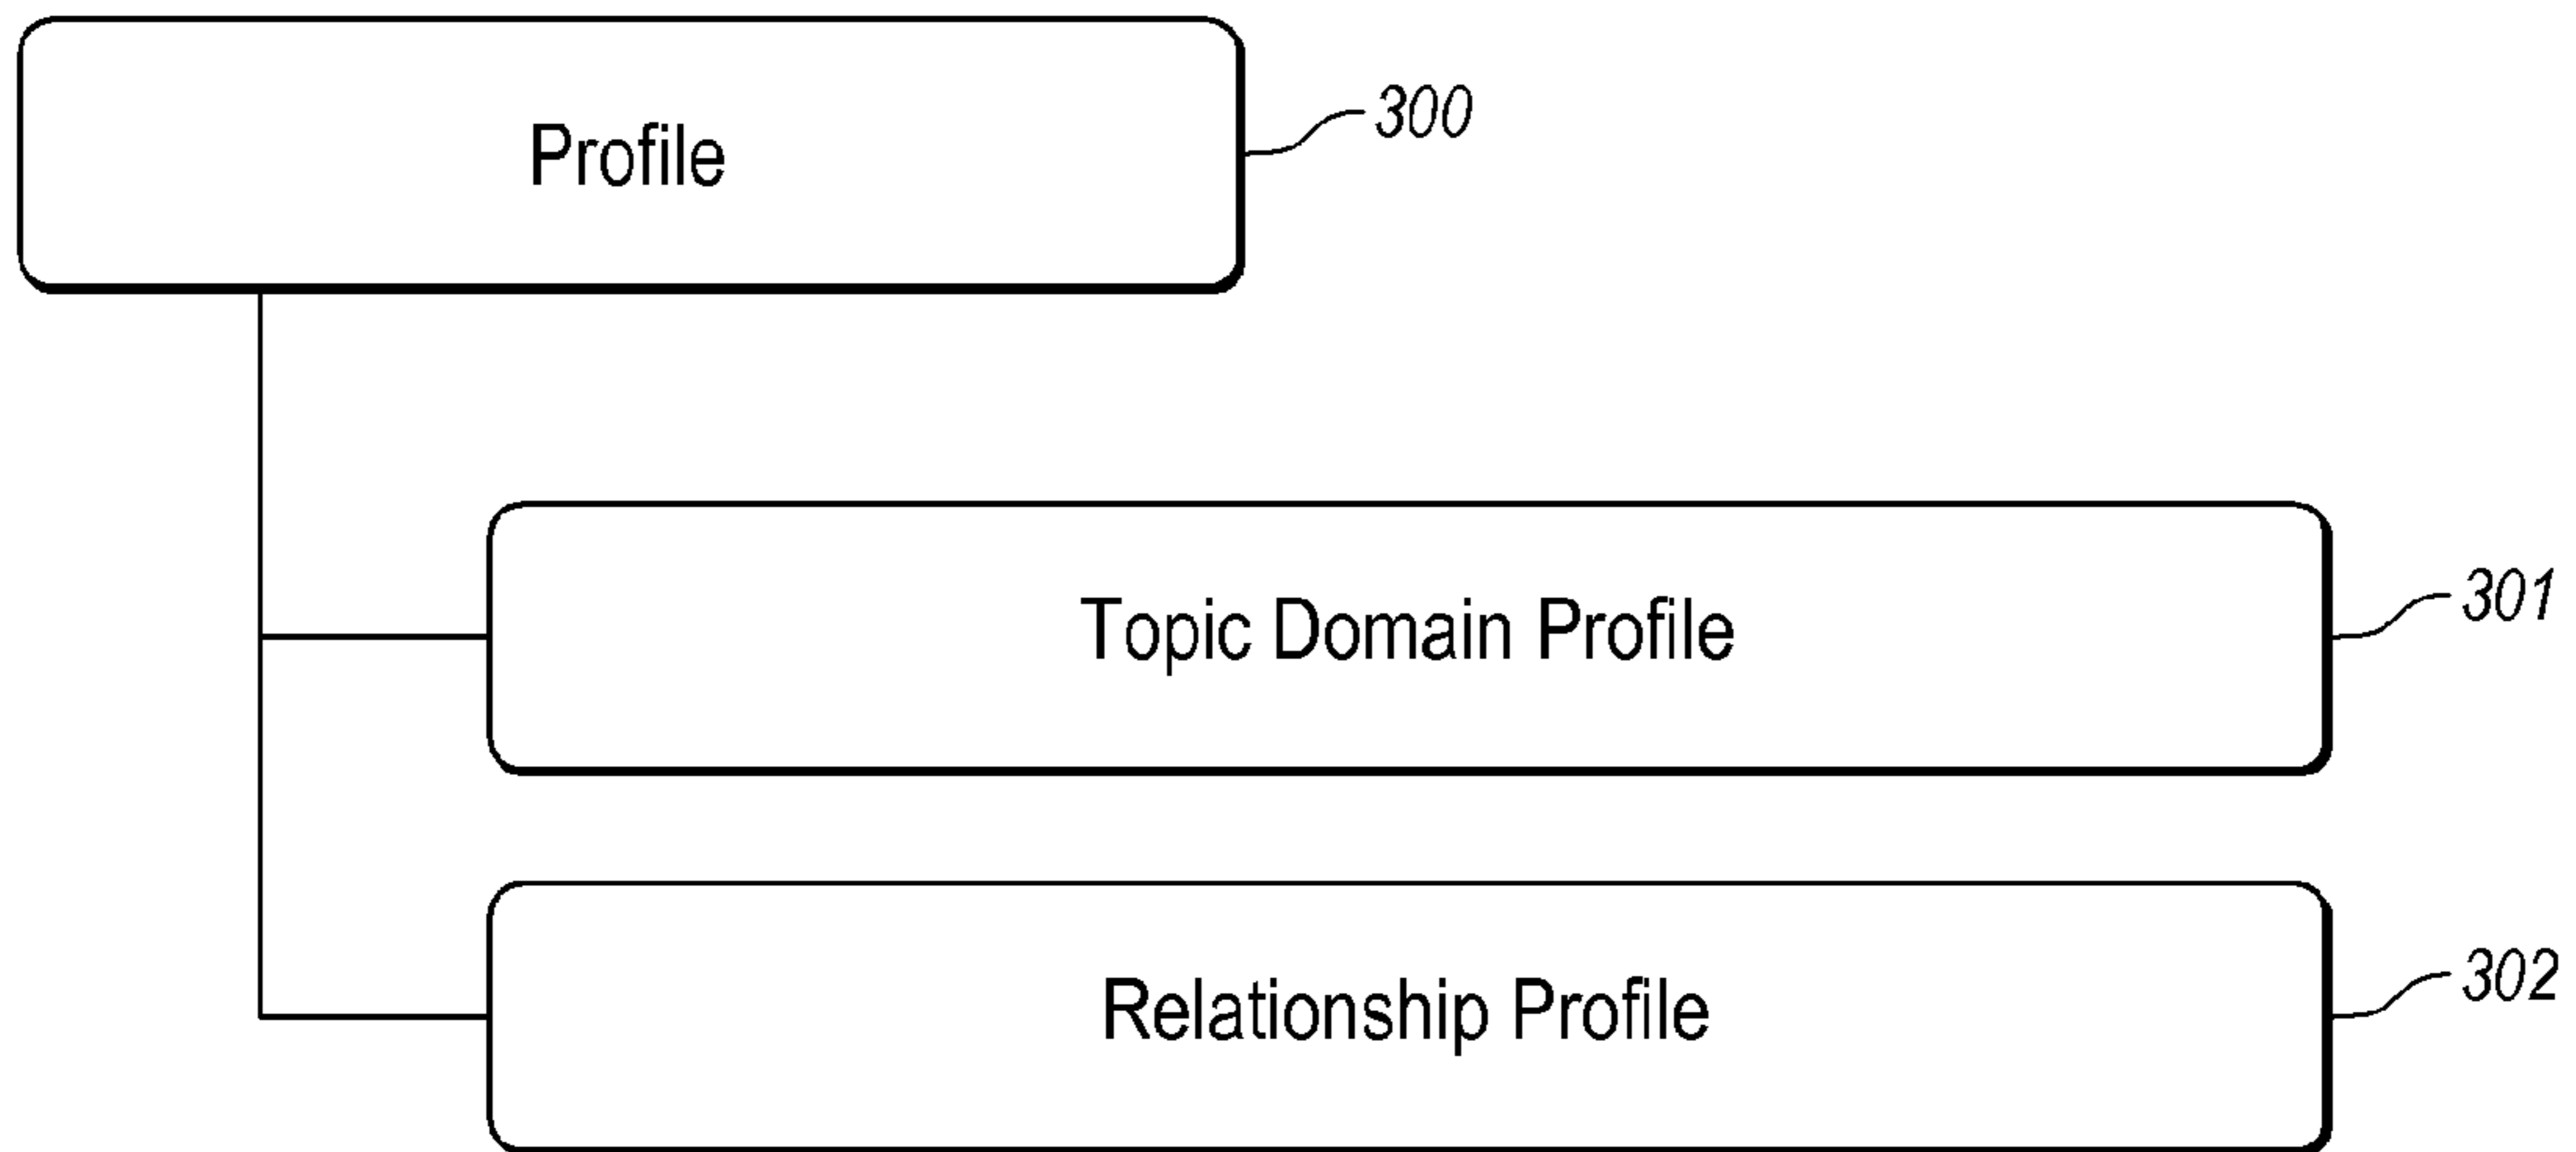 Profile
300
Topic Domain Profile
301
Relationship Profile
302